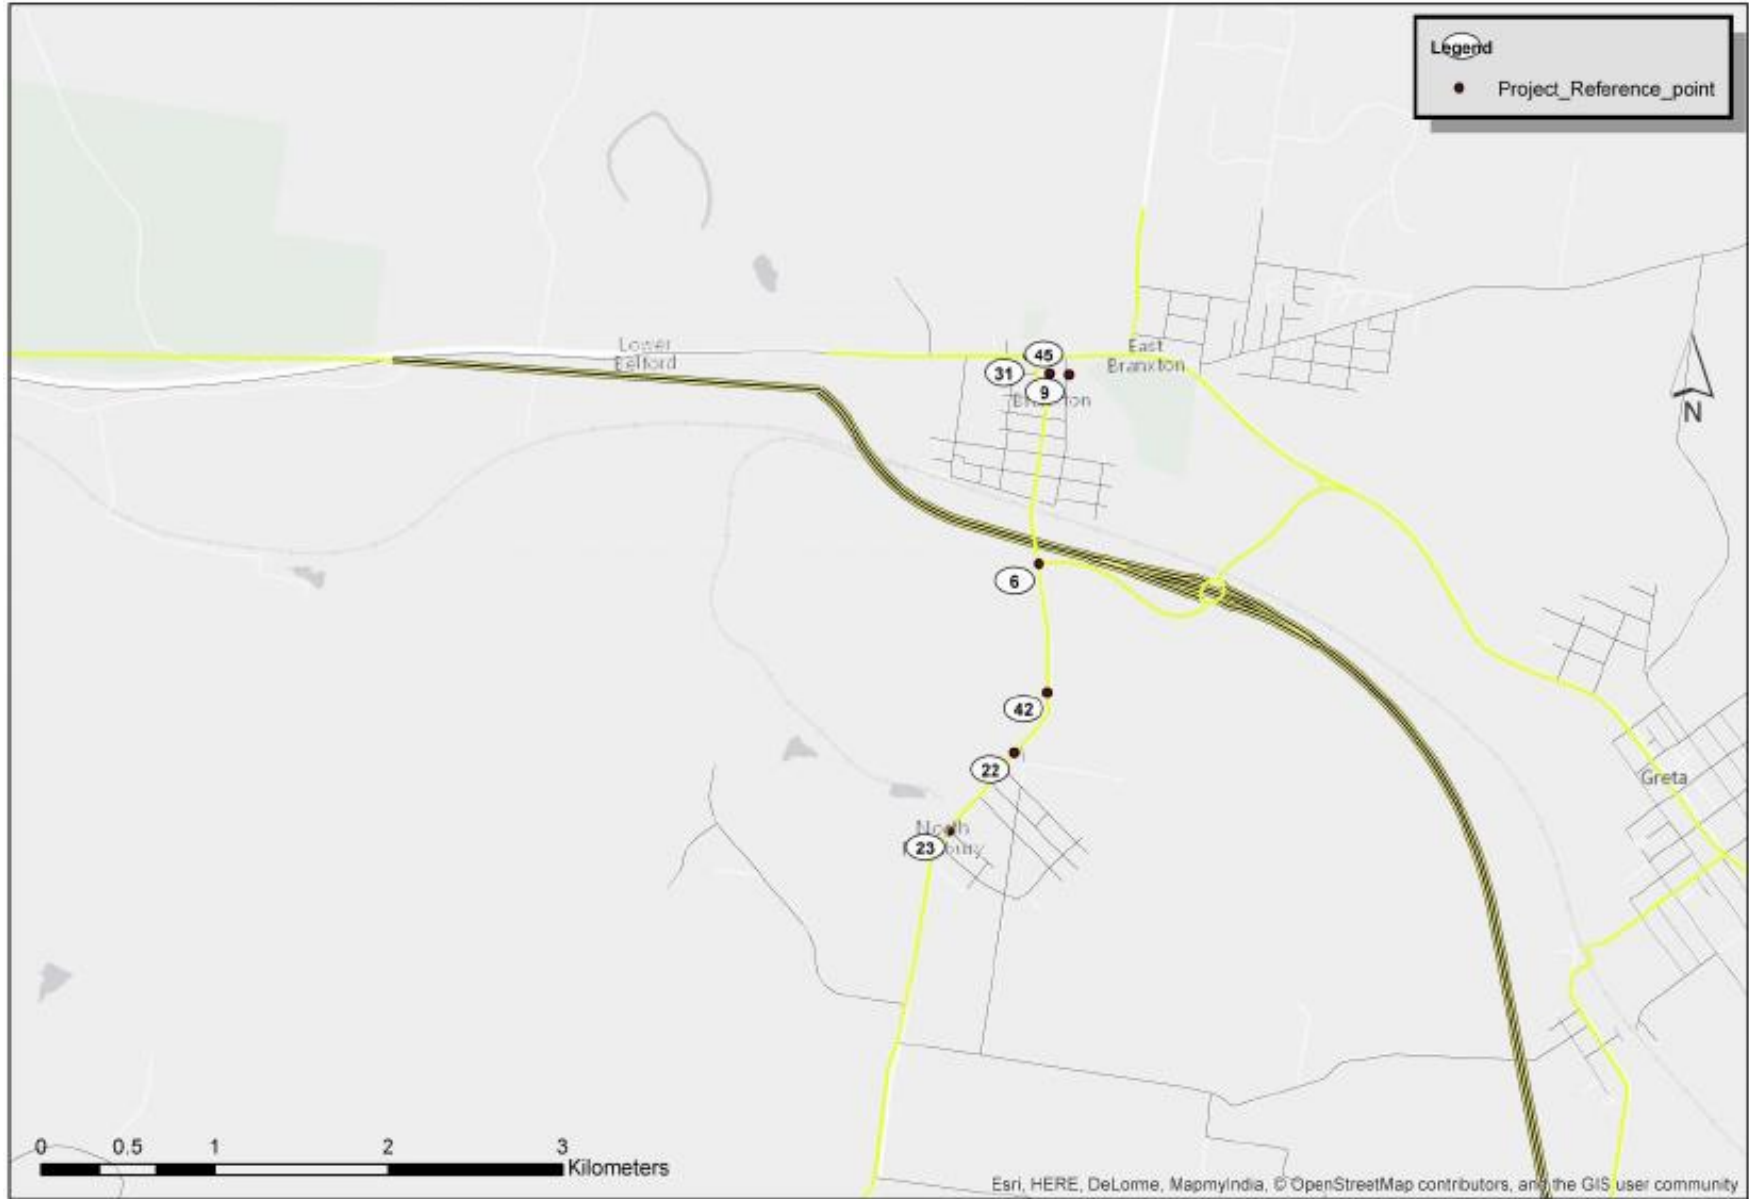 Legend
Project_Reference_point
Lower
Belford
45
East
Branxton
31
9
N
6
42
22
Greta
North
23
0 0.5 1 2 3
Kilometers
Esri, HERE, DeLorme, MapmyIndia, © OpenStreetMap contributors, and the GIS user community